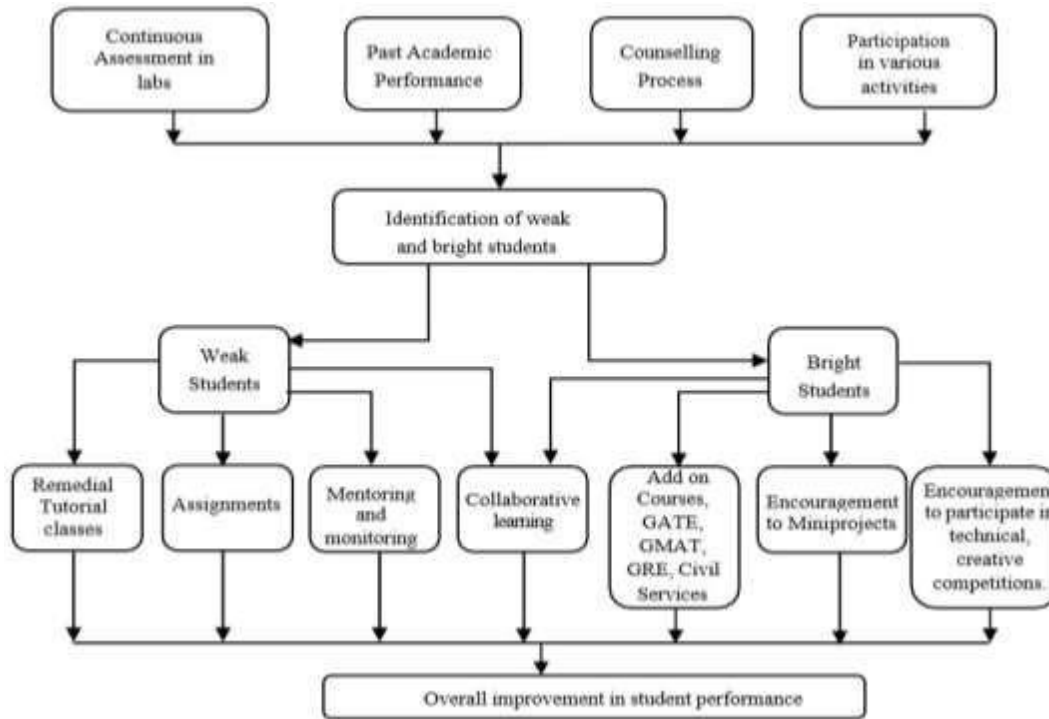 Continuous
Assessment in
labs
Past Academic
Performance
Counselling
Process
Participation
in various
activities
Identification of weak
and bright students
Weak
Students
Bright
Students
Remedial
Tutorial
classes
Assignments
Mentoring
and
monitoring
Collaborative
learning
Add on
Courses,
GATE,
GMAT,
GRE, Civil
Services
Encouragement
to Miniprojects
Encouragement
to participate in
technical,
creative
competitions.
Overall improvement in student performance